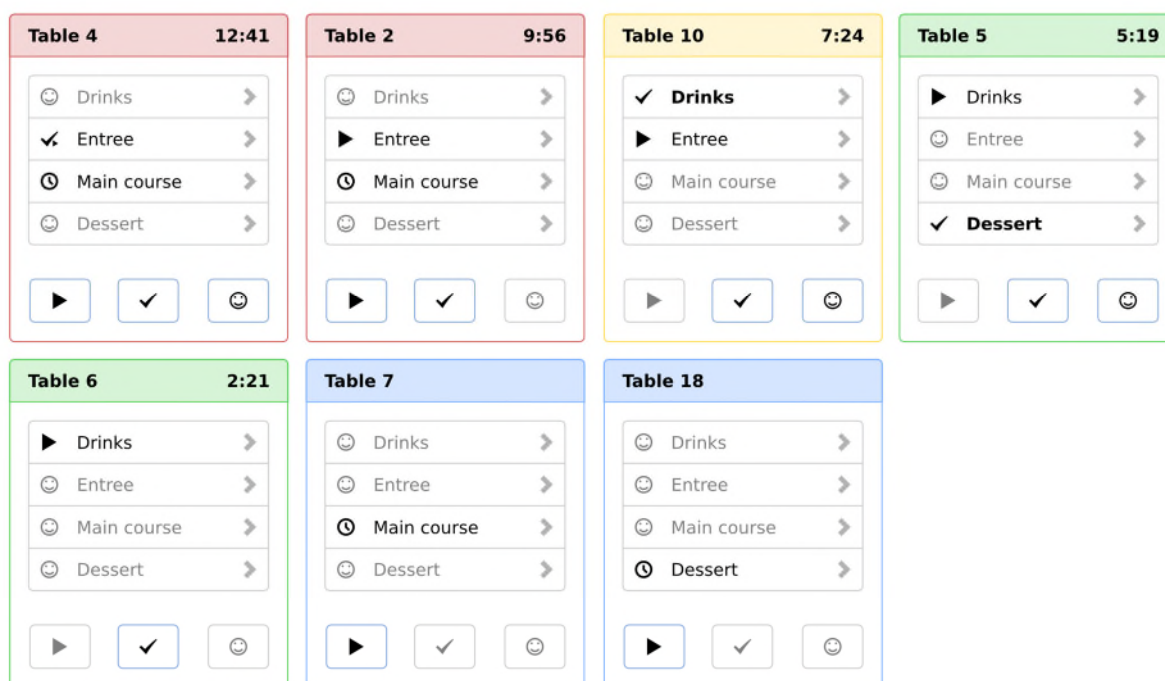 Table 4 12:41
Drinks
Entree
Main course
Dessert
Table 2 9:56
Drinks
Entree
Main course
Dessert
Table 10 7:24
Drinks
Entree
Main course
Dessert
Table 5 5:19
Drinks
Entree
Main course
Dessert
Table 6 2:21
Drinks
Entree
Main course
Dessert
Table 7
Drinks
Entree
Main course
Dessert
Table 18
Drinks
Entree
Main course
Dessert